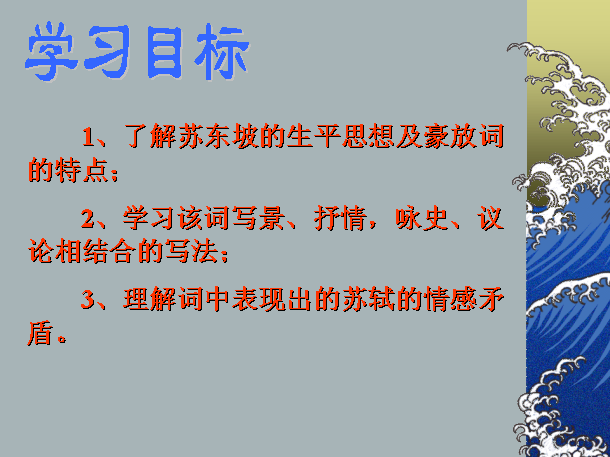 学习目标
1、了解苏东坡的生平思想及豪放词
的特点；
2、学习该词写景、抒情，咏史、议
论相结合的写法；
3、理解词中表现出的苏轼的情感矛
盾。